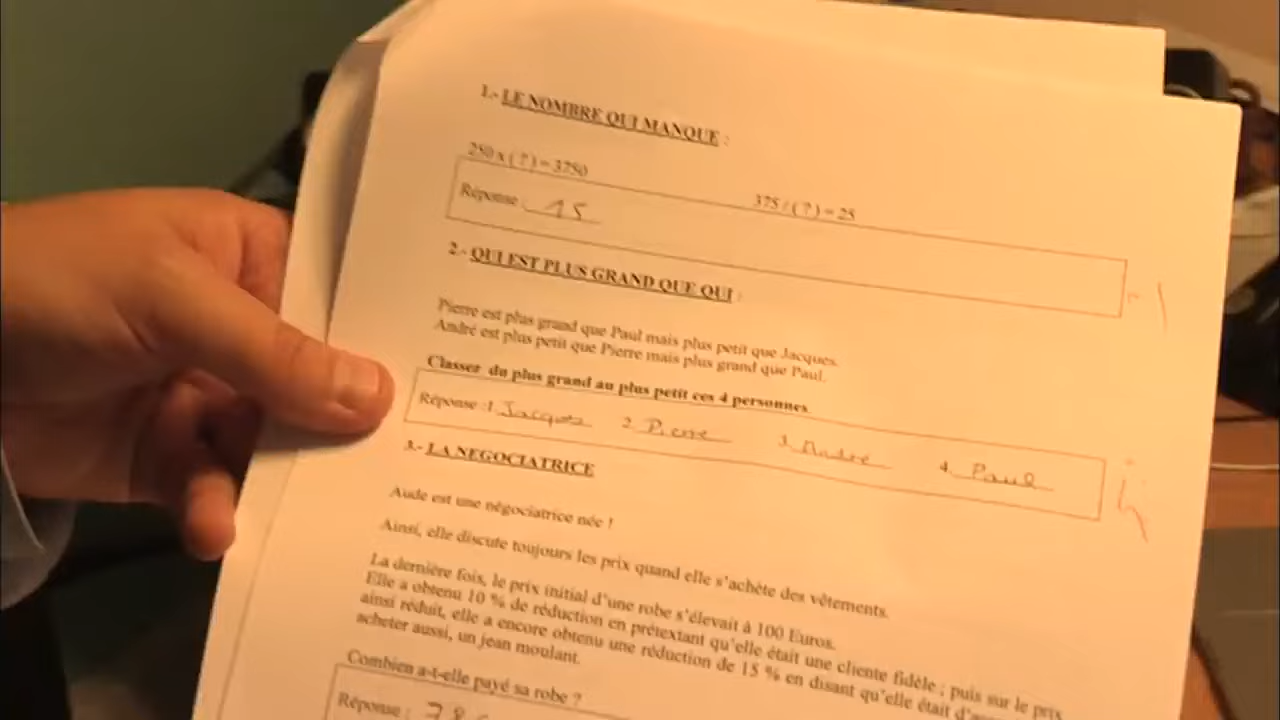 1.- LE NOMBRE QUI MANQUE :
250 x ( ? ) = 3750
375 / ( ? ) = 25
Réponse : 15
2.- QUI EST PLUS GRAND QUE QUI :
Pierre est plus grand que Paul mais plus petit que Jacques.
André est plus petit que Pierre mais plus grand que Paul.
Classer du plus grand au plus petit ces 4 personnes.
Réponse : 1. Jacques 2. Pierre 3. André 4. Paul
3.- LA NEGOCIATRICE
Aude est une négociatrice née !
Ainsi, elle discute toujours les prix quand elle s'achète des vêtements.
La dernière fois, le prix initial d'une robe s'élevait à 100 Euros.
Elle a obtenu 10 % de réduction en prétextant qu'elle était une cliente fidèle ; puis sur le prix
ainsi réduit, elle a encore obtenu une réduction de 15 % en disant qu'elle était
acheter aussi, un jean moulant.
Combien a-t-elle payé sa robe ?
Réponse :